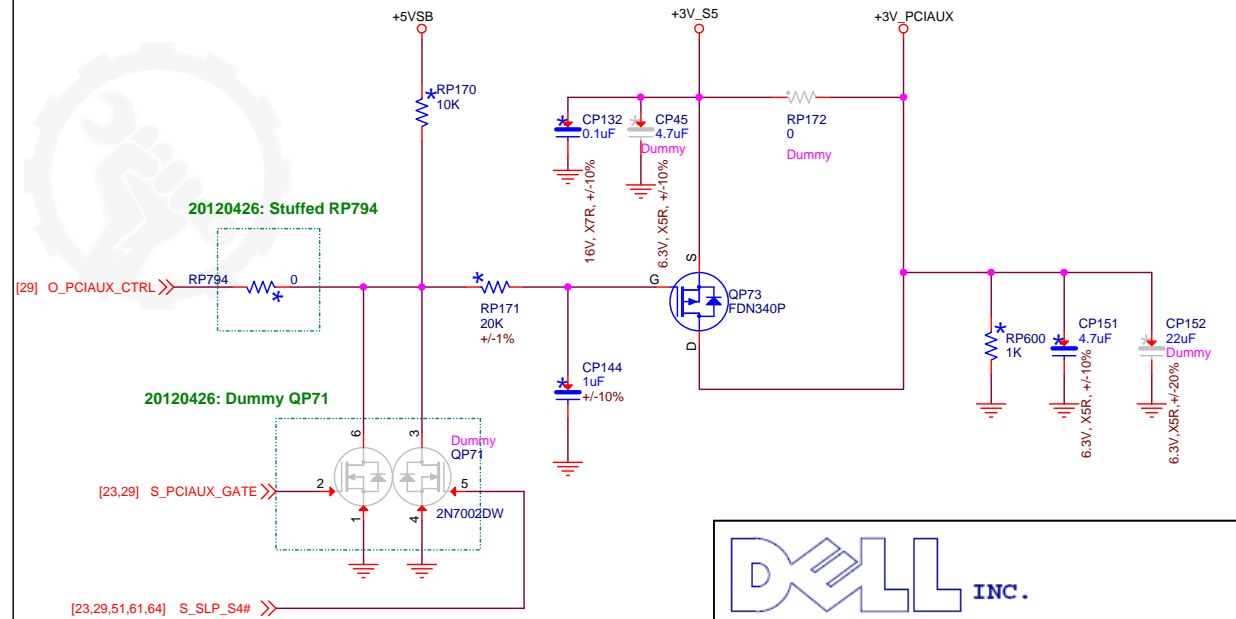 +5VSB
+3V_S5
+3V_PCIAUX
*
RP170
10K
*
CP132
0.1uF
16V, X7R, +/-10%
*
CP45
4.7uF
Dummy
6.3V, X5R, +/-10%
RP172
0
Dummy
20120426: Stuffed RP794
[29] O_PCIAUX_CTRL
RP794
0
*
*
RP171
20K
+/-1%
G
S
D
QP73
FDN340P
*
CP144
1uF
+/-10%
*
RP600
1K
*
CP151
4.7uF
6.3V, X5R, +/-10%
*
CP152
22uF
Dummy
6.3V,X5R,+/-20%
20120426: Dummy QP71
6
3
Dummy
QP71
[23,29] S_PCIAUX_GATE
2
5
1
4
2N7002DW
[23,29,51,61,64] S_SLP_S4#
DELL INC.